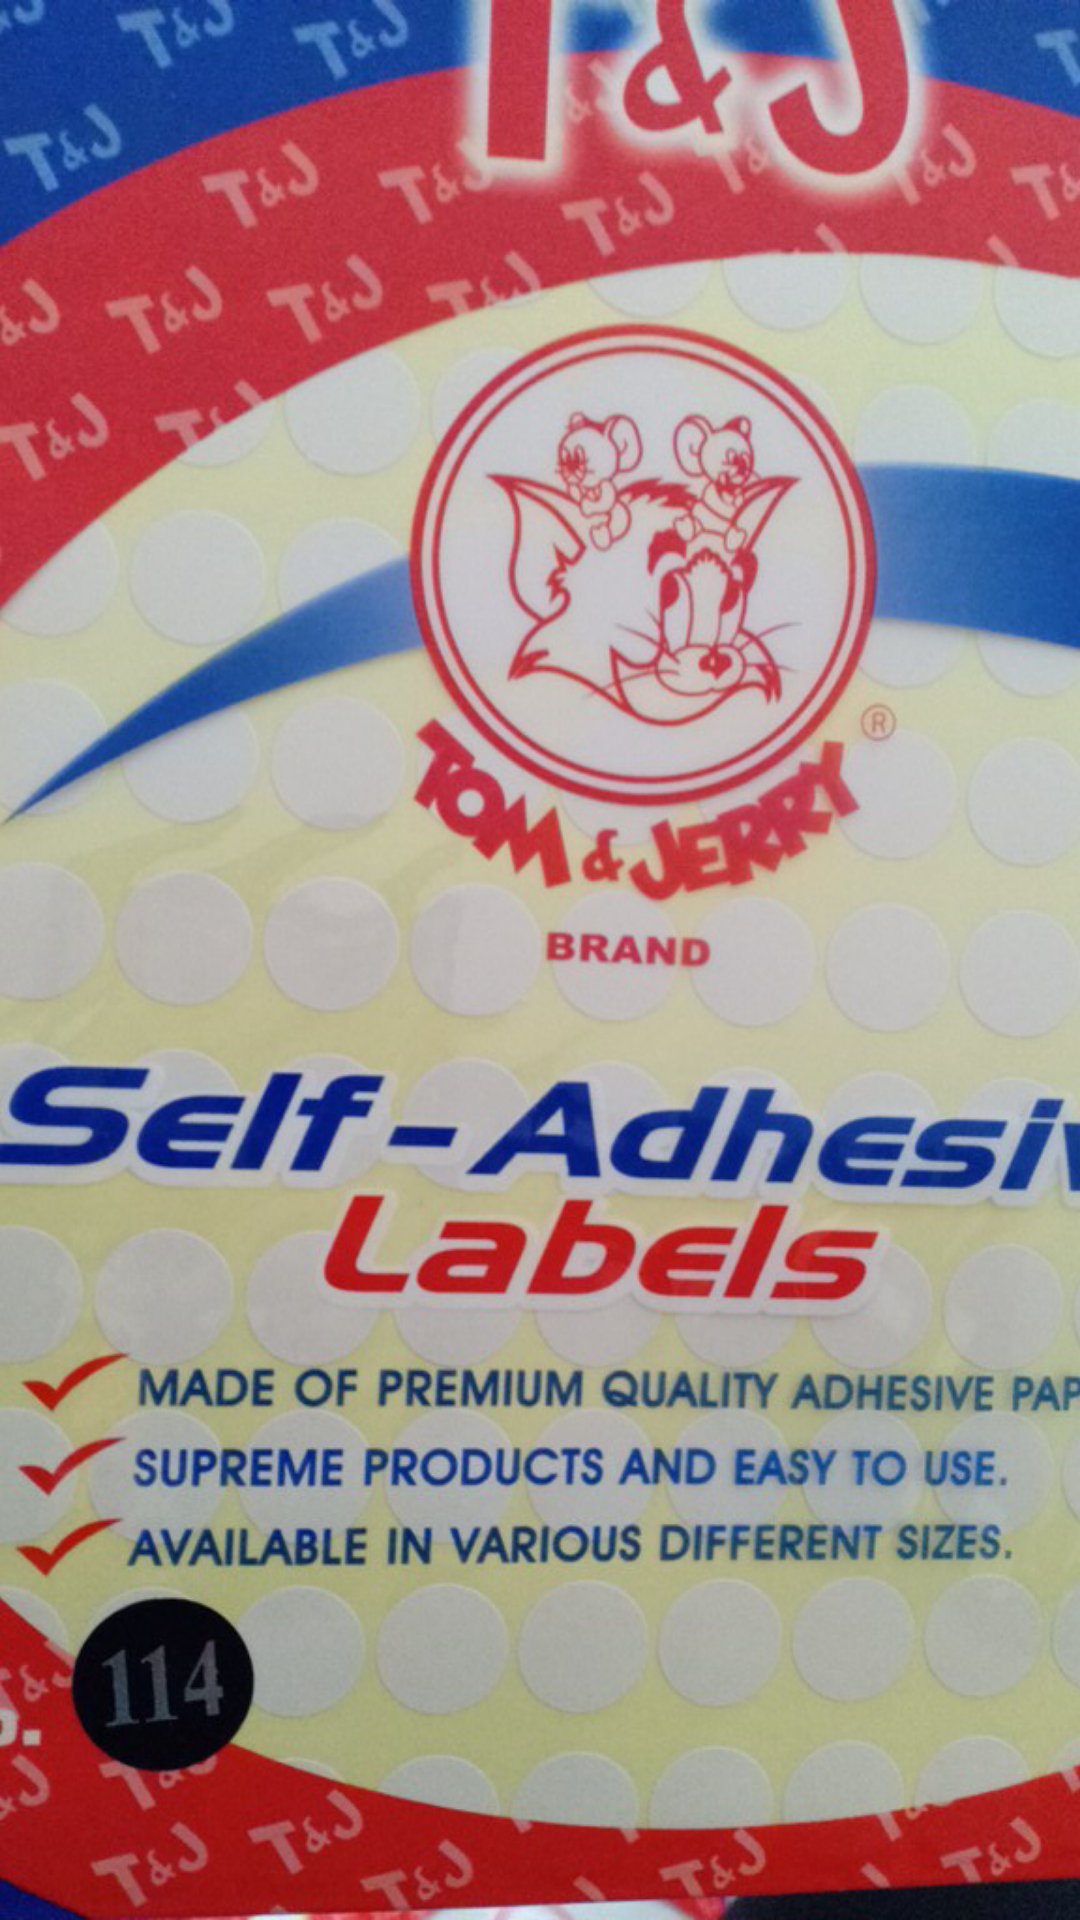 T&J
TOM & JERRY
®
BRAND
Self-Adhesiv
Labels
MADE OF PREMIUM QUALITY ADHESIVE PAP
SUPREME PRODUCTS AND EASY TO USE.
AVAILABLE IN VARIOUS DIFFERENT SIZES.
114